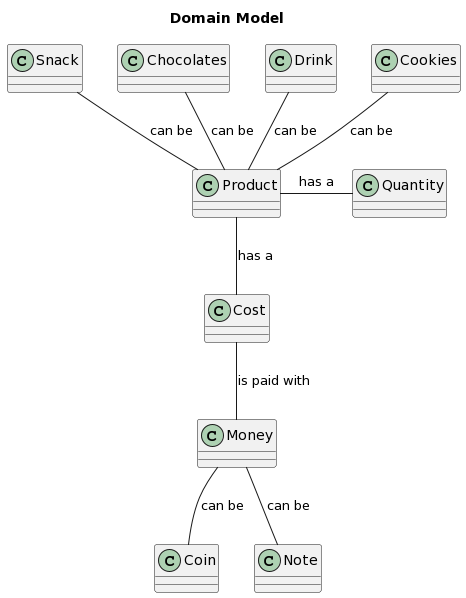 Domain Model
C Snack
C Chocolates
C Drink
C Cookies
can be
can be
can be
can be
C Product
has a
C Quantity
has a
C Cost
is paid with
C Money
can be
can be
C Coin
C Note